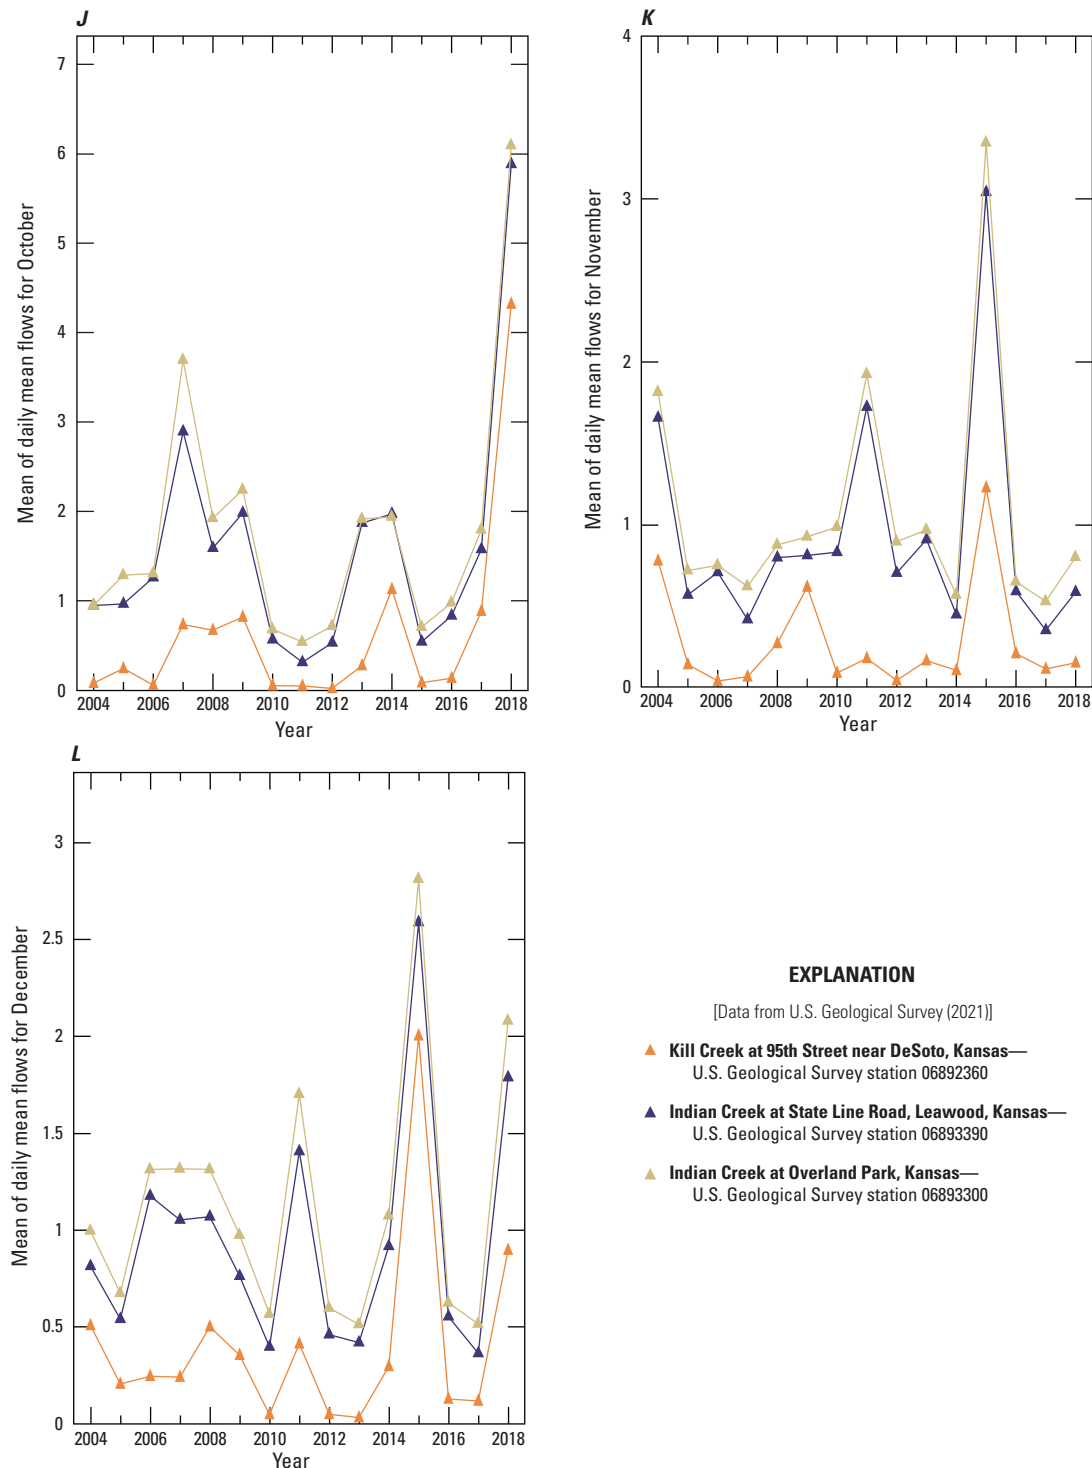 J
Mean of daily mean flows for October
7
6
5
4
3
2
1
0
2004 2006 2008 2010 2012 2014 2016 2018
Year
K
Mean of daily mean flows for November
4
3
2
1
0
2004 2006 2008 2010 2012 2014 2016 2018
Year
L
Mean of daily mean flows for December
3
2.5
2
1.5
1
0.5
0
2004 2006 2008 2010 2012 2014 2016 2018
Year
EXPLANATION
[Data from U.S. Geological Survey (2021)]
Kill Creek at 95th Street near DeSoto, Kansas—
U.S. Geological Survey station 06892360
Indian Creek at State Line Road, Leawood, Kansas—
U.S. Geological Survey station 06893390
Indian Creek at Overland Park, Kansas—
U.S. Geological Survey station 06893300